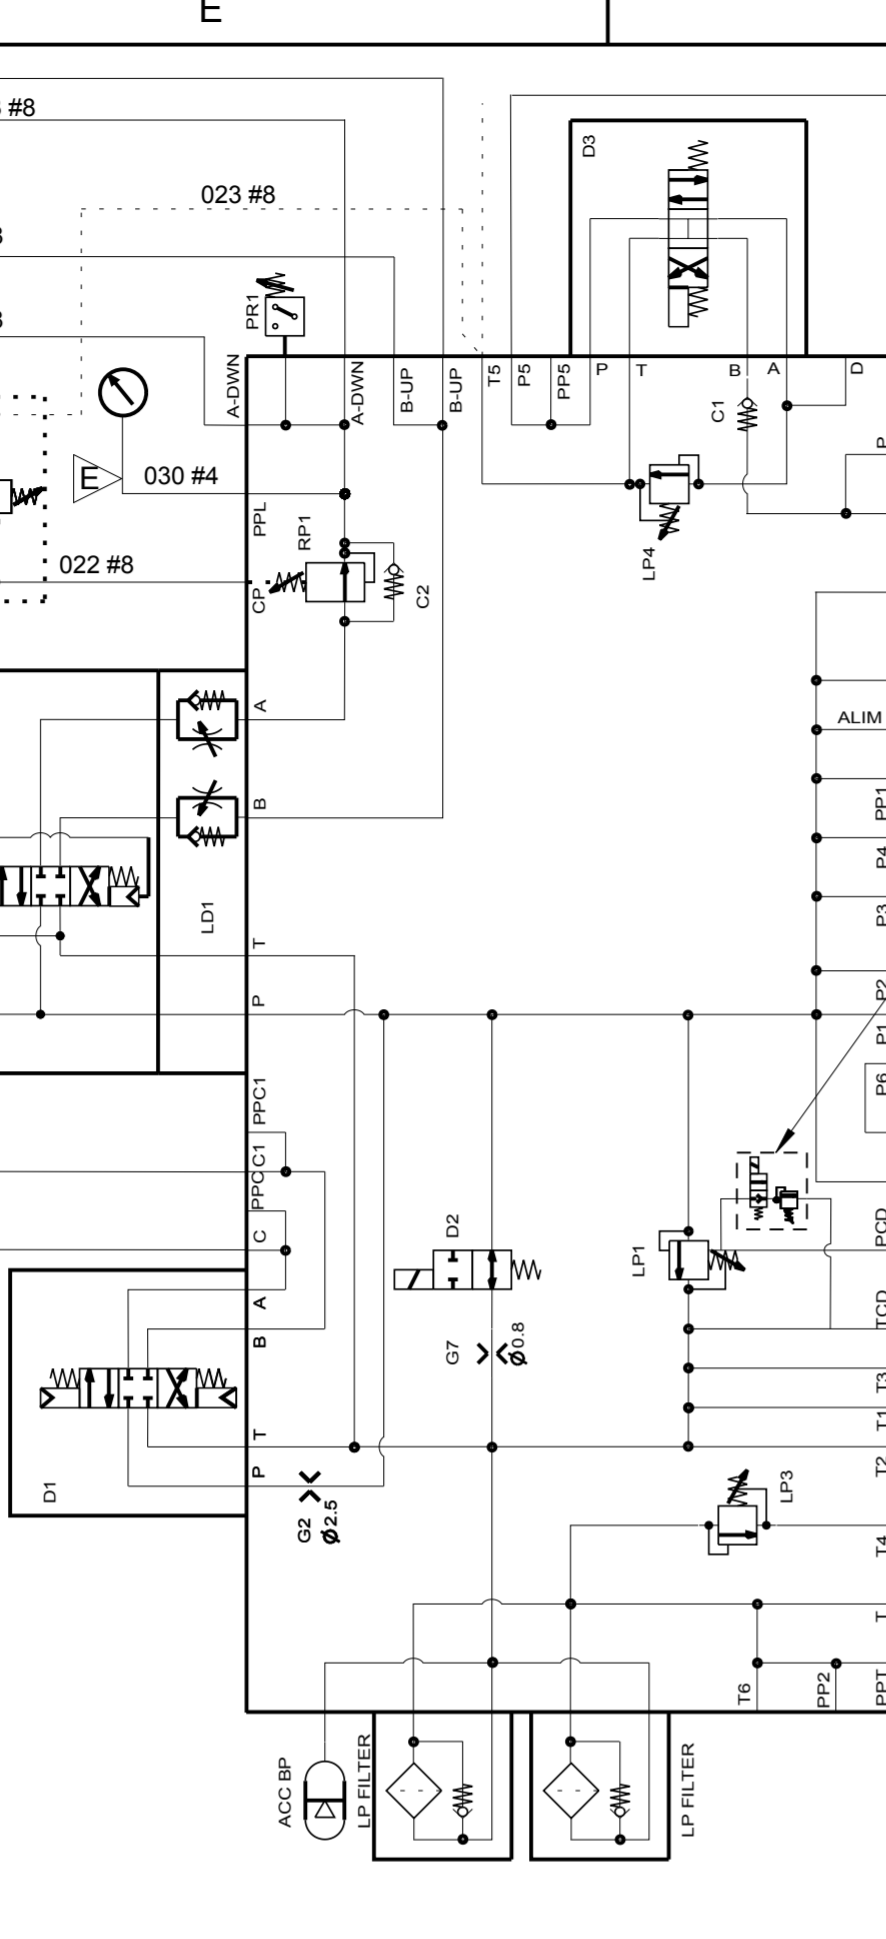 E
#8
023 #8
D3
PR1
A-DWN
A-DWN
B-UP
B-UP
T5
P5
PP5
P
T
B
A
D
C1
E
030 #4
PPL
RP1
LP4
P
022 #8
CP
C2
A
ALIM
B
PP1
P4
LD1
P3
T
P
P2
P1
PPC1
P6
PPC C1
C
D2
LP1
PCD
A
TCD
B
G7
Ø0.8
T3
T1
T
P
T2
D1
G2
Ø2.5
LP3
T4
T
T6
PP2
PPT
ACC BP
LP FILTER
LP FILTER